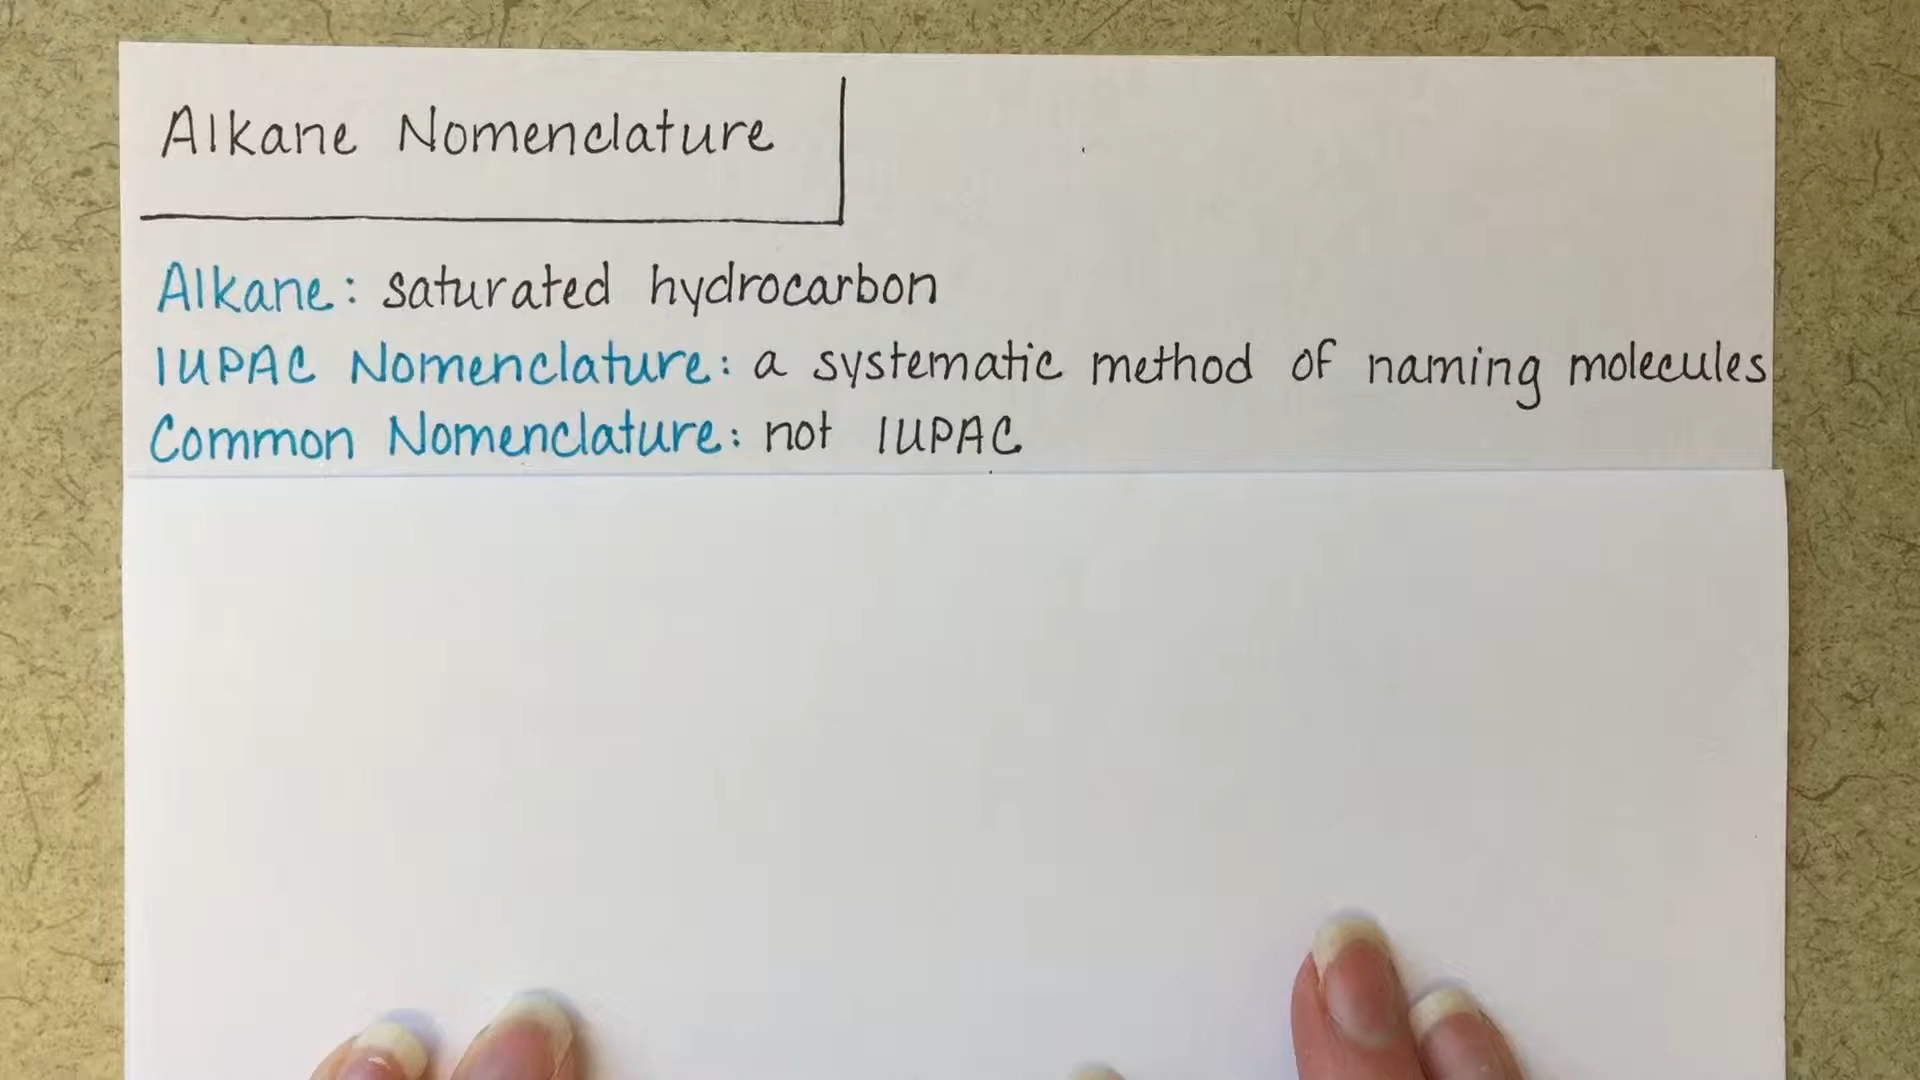 Alkane Nomenclature
Alkane: saturated hydrocarbon
IUPAC Nomenclature: a systematic method of naming molecules
Common Nomenclature: not IUPAC